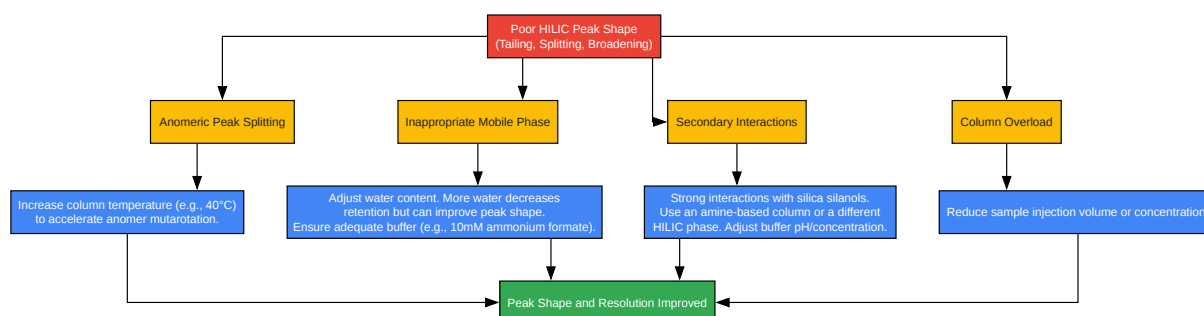 Poor HILIC Peak Shape
(Tailing, Splitting, Broadening)
Anomeric Peak Splitting
Inappropriate Mobile Phase
Secondary Interactions
Column Overload
Increase column temperature (e.g., 40°C)
to accelerate anomer mutarotation.
Adjust water content. More water decreases
retention but can improve peak shape.
Ensure adequate buffer (e.g., 10mM ammonium formate).
Strong interactions with silica silanols.
Use an amine-based column or a different
HILIC phase. Adjust buffer pH/concentration.
Reduce sample injection volume or concentration
Peak Shape and Resolution Improved